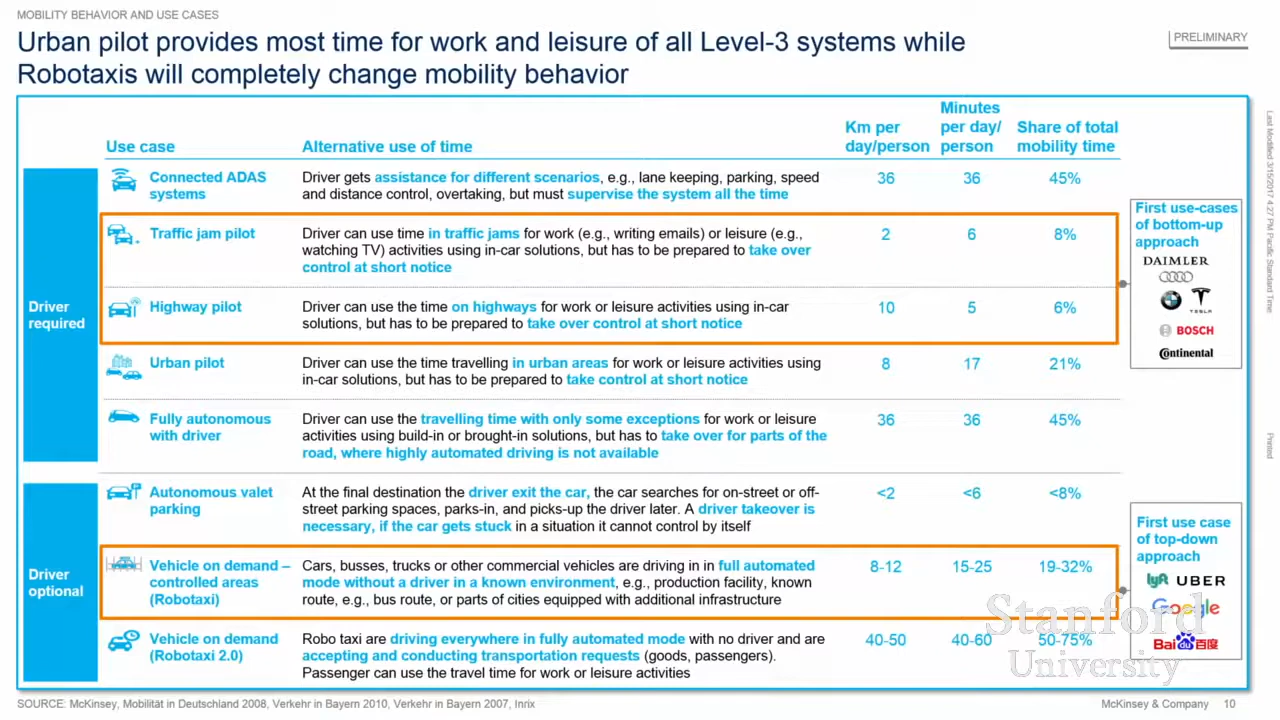 MOBILITY BEHAVIOR AND USE CASES
Urban pilot provides most time for work and leisure of all Level-3 systems while
Robotaxis will completely change mobility behavior
PRELIMINARY
Use case
Alternative use of time
Km per
day/person
Minutes
per day/
person
Share of total
mobility time
Driver
required
Connected ADAS
systems
Driver gets assistance for different scenarios, e.g., lane keeping, parking, speed
and distance control, overtaking, but must supervise the system all the time
36
36
45%
Traffic jam pilot
Driver can use time in traffic jams for work (e.g., writing emails) or leisure (e.g.,
watching TV) activities using in-car solutions, but has to be prepared to take over
control at short notice
2
6
8%
Highway pilot
Driver can use the time on highways for work or leisure activities using in-car
solutions, but has to be prepared to take over control at short notice
10
5
6%
Urban pilot
Driver can use the time travelling in urban areas for work or leisure activities using
in-car solutions, but has to be prepared to take control at short notice
8
17
21%
Fully autonomous
with driver
Driver can use the travelling time with only some exceptions for work or leisure
activities using build-in or brought-in solutions, but has to take over for parts of the
road, where highly automated driving is not available
36
36
45%
First use-cases
of bottom-up
approach
DAIMLER
TESLA
BOSCH
Continental
Driver
optional
Autonomous valet
parking
At the final destination the driver exit the car, the car searches for on-street or off-
street parking spaces, parks-in, and picks-up the driver later. A driver takeover is
necessary, if the car gets stuck in a situation it cannot control by itself
<2
<6
<8%
Vehicle on demand –
controlled areas
(Robotaxi)
Cars, busses, trucks or other commercial vehicles are driving in in full automated
mode without a driver in a known environment, e.g., production facility, known
route, e.g., bus route, or parts of cities equipped with additional infrastructure
8-12
15-25
19-32%
Vehicle on demand
(Robotaxi 2.0)
Robo taxi are driving everywhere in fully automated mode with no driver and are
accepting and conducting transportation requests (goods, passengers).
Passenger can use the travel time for work or leisure activities
40-50
40-60
50-75%
First use case
of top-down
approach
lyft UBER
Google
Bai du 百度
Stanford
University
Last Modified 3/15/2017 4:27 PM Pacific Standard Time
Printed
SOURCE: McKinsey, Mobilität in Deutschland 2008, Verkehr in Bayern 2010, Verkehr in Bayern 2007, Inrix
McKinsey & Company 10